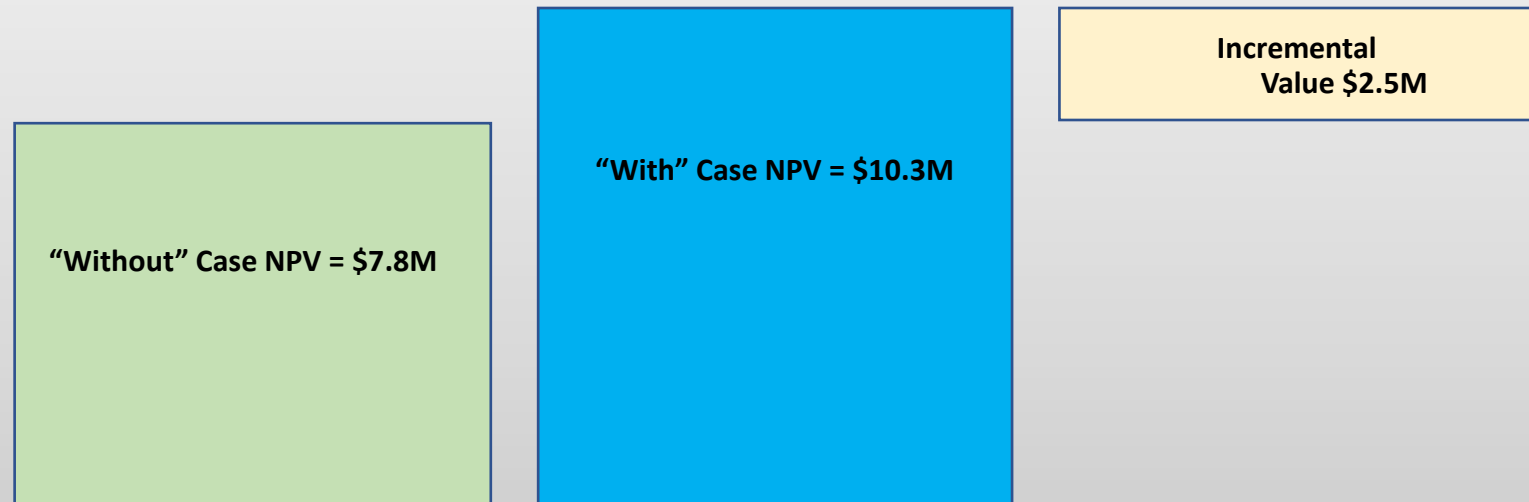 “Without” Case NPV = $7.8M
“With” Case NPV = $10.3M
Incremental
Value $2.5M